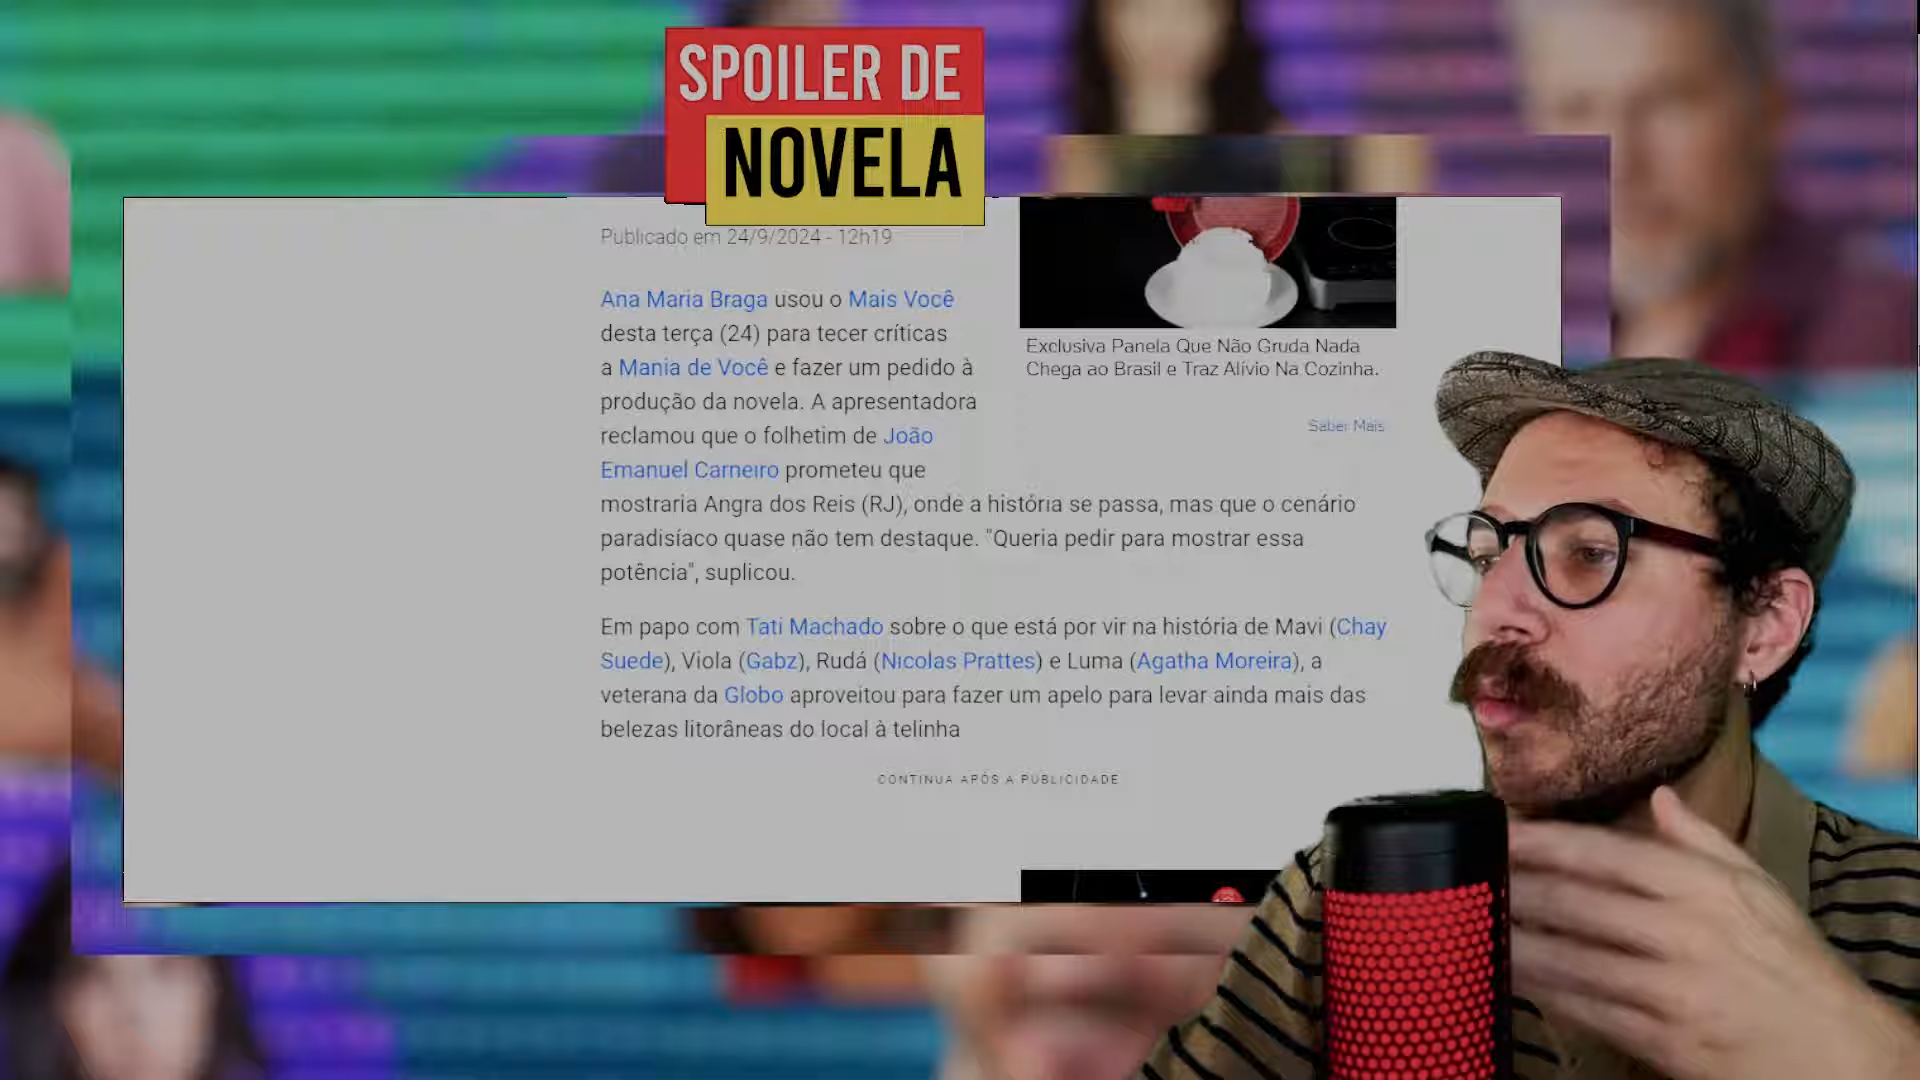 SPOILER DE
NOVELA
Publicado em 24/9/2024 - 12h19
Ana Maria Braga usou o Mais Você
desta terça (24) para tecer críticas
a Mania de Você e fazer um pedido à
produção da novela. A apresentadora
reclamou que o folhetim de João
Emanuel Carneiro prometeu que
mostraria Angra dos Reis (RJ), onde a história se passa, mas que o cenário
paradisíaco quase não tem destaque. "Queria pedir para mostrar essa
potência", suplicou.
Exclusiva Panela Que Não Gruda Nada
Chega ao Brasil e Traz Alívio Na Cozinha.
Saber Mais
Em papo com Tati Machado sobre o que está por vir na história de Mavi (Chay
Suede), Viola (Gabz), Rudá (Nicolas Prattes) e Luma (Agatha Moreira), a
veterana da Globo aproveitou para fazer um apelo para levar ainda mais das
belezas litorâneas do local à telinha
CONTINUA APÓS A PUBLICIDADE